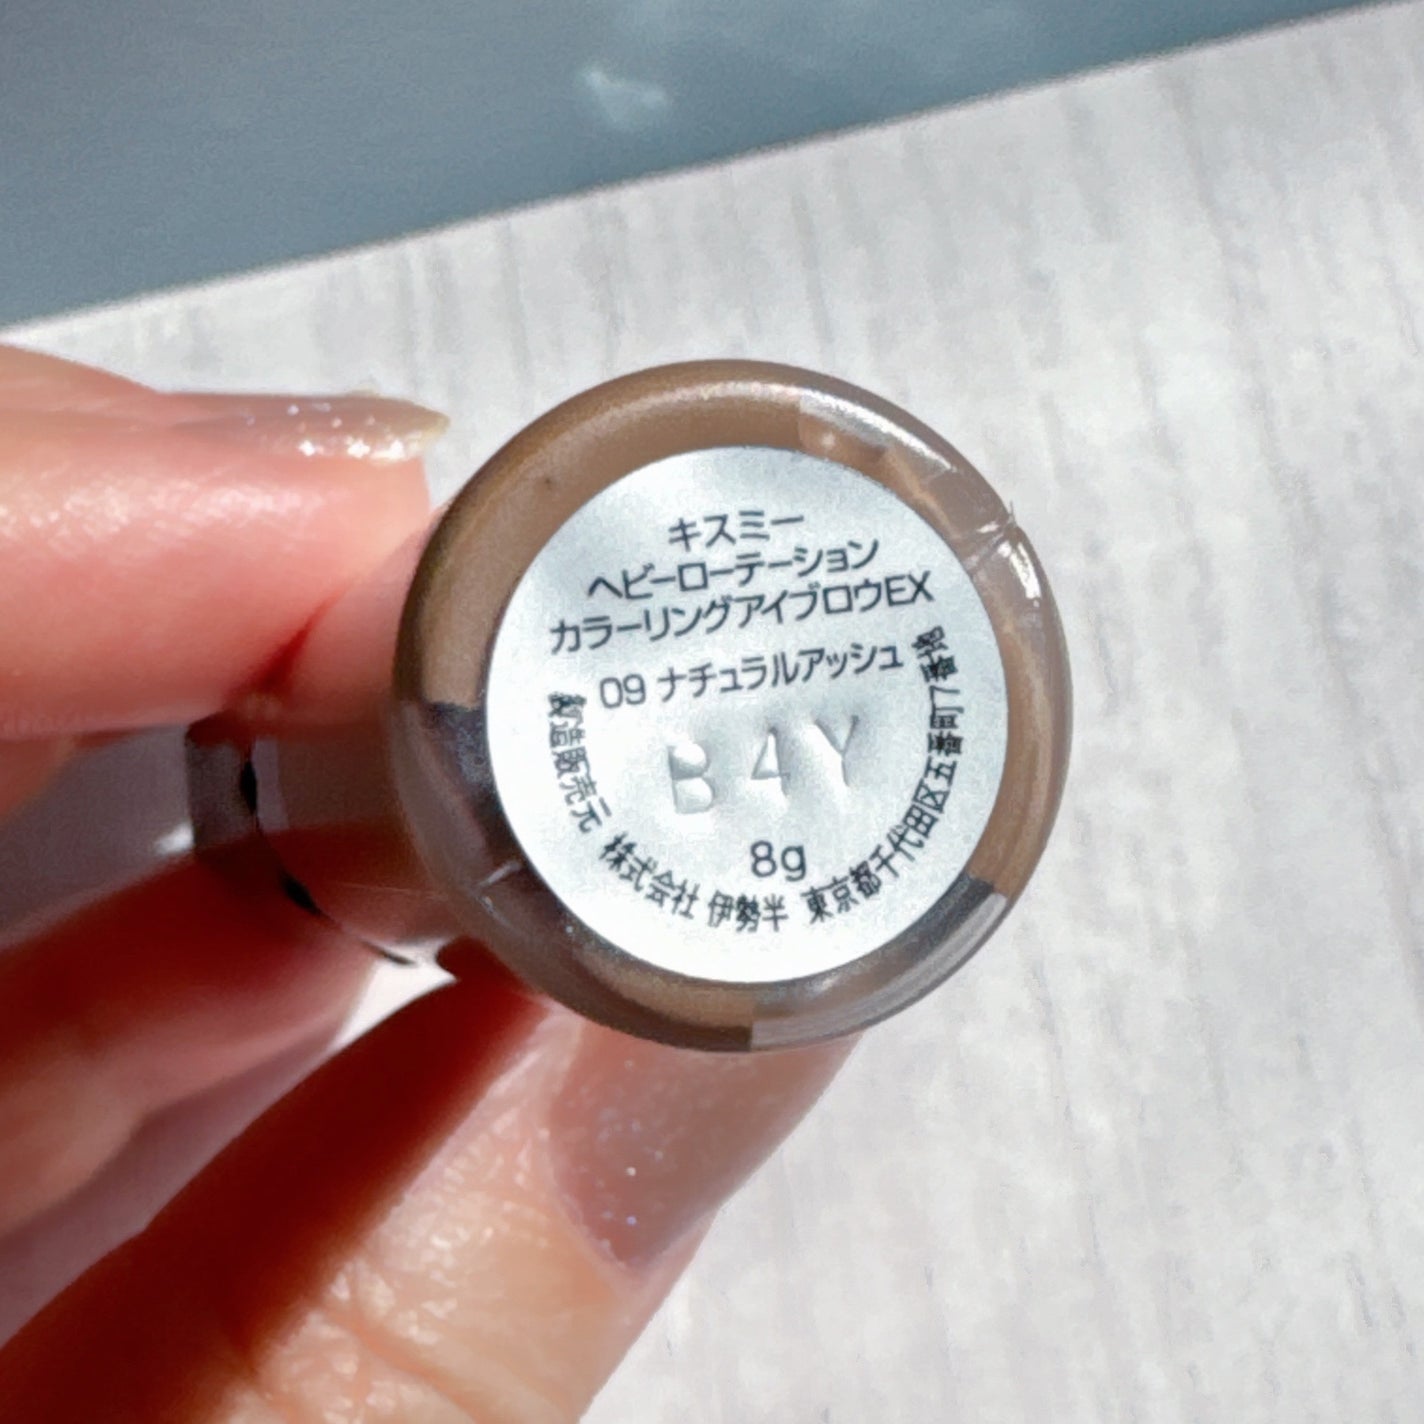 キスミー
ヘビーローテーション
カラーリングアイブロウEX
09 ナチュラルアッシュ
B4Y
8g
製造販売元 株式会社 伊勢半 東京都千代田区五番町7番地